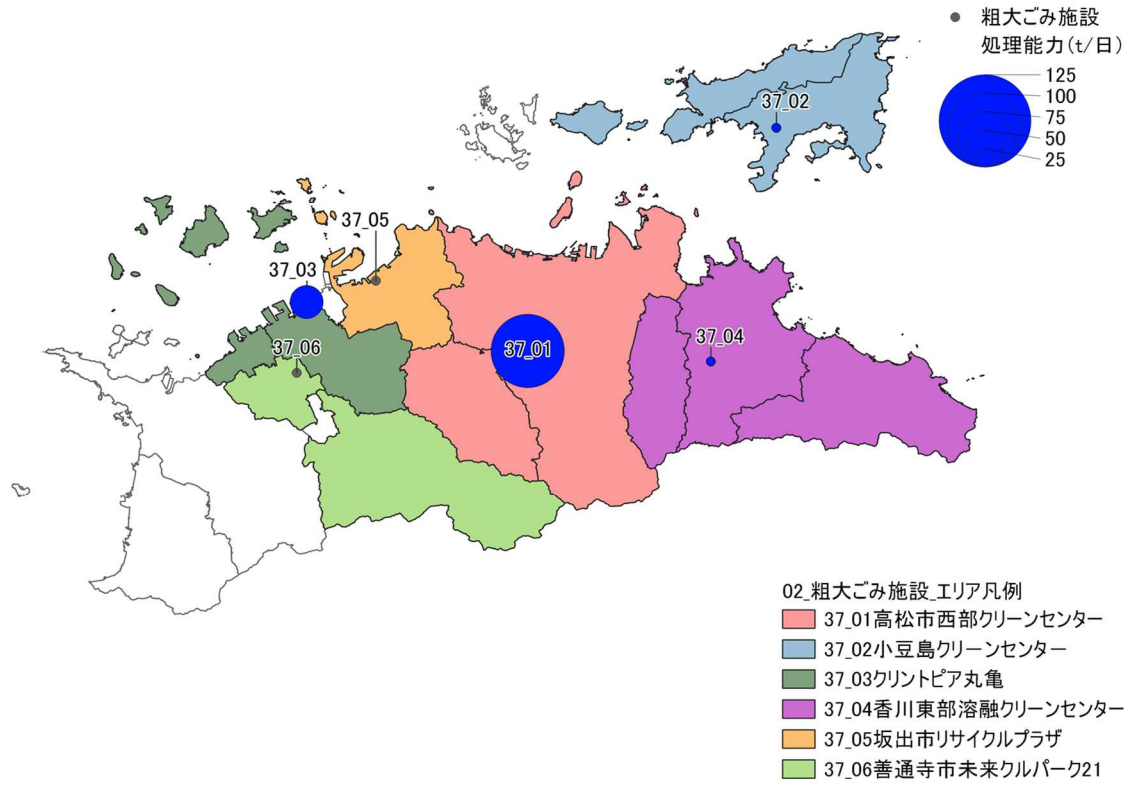 粗大ごみ施設
処理能力(t/日)
125
100
75
50
25
37_02
37_05
37_03
37_06
37_01
37_04
02_粗大ごみ施設_エリア凡例
37_01高松市西部クリーンセンター
37_02小豆島クリーンセンター
37_03クリントピア丸亀
37_04香川東部溶融クリーンセンター
37_05坂出市リサイクルプラザ
37_06善通寺市未来クルパーク21